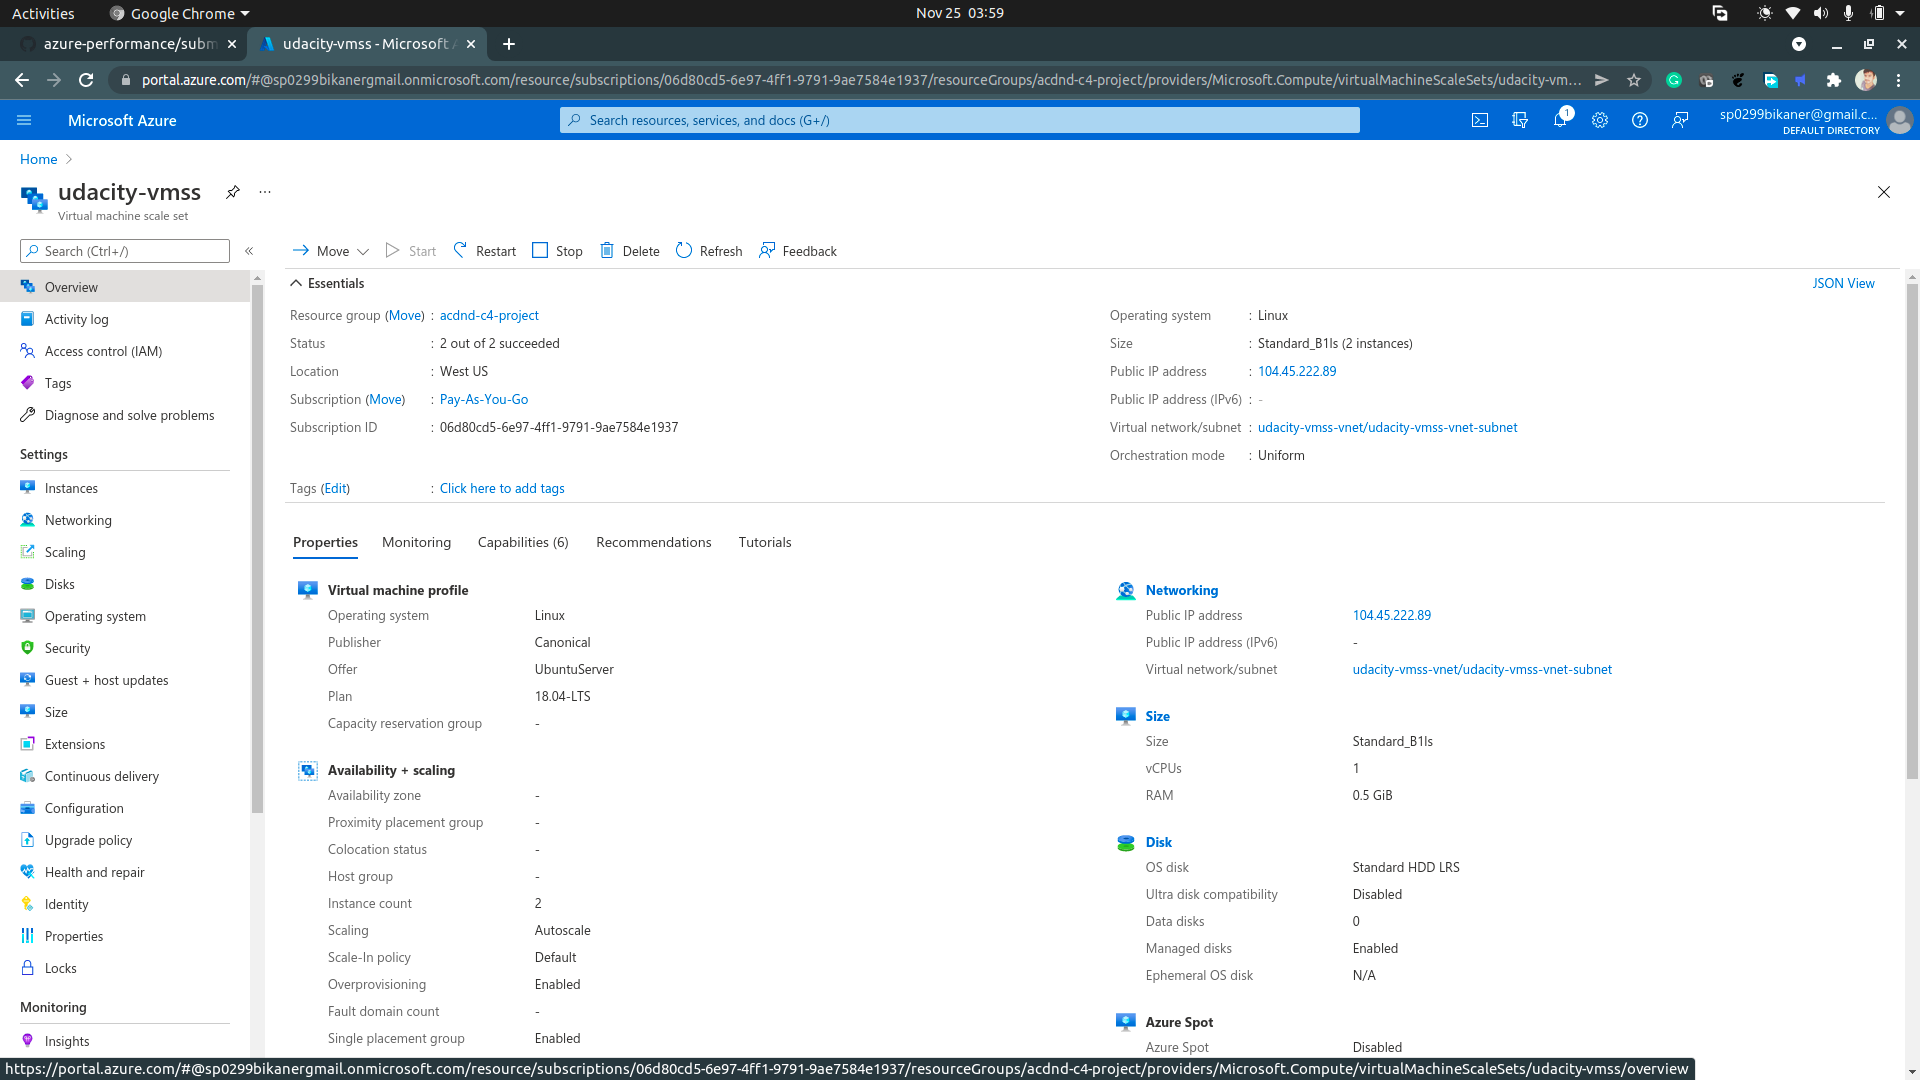 Activities Google Chrome Nov 25 03:59
azure-performance/subm udacity-vmss - Microsoft A
portal.azure.com/#@sp0299bikanergmail.onmicrosoft.com/resource/subscriptions/06d80cd5-6e97-4ff1-9791-9ae7584e1937/resourceGroups/acdnd-c4-project/providers/Microsoft.Compute/virtualMachineScaleSets/udacity-vm...
Microsoft Azure Search resources, services, and docs (G+/) 1 sp0299bikaner@gmail.c...
DEFAULT DIRECTORY
Home
udacity-vmss ...
Virtual machine scale set
Search (Ctrl+/) «
Move Start Restart Stop Delete Refresh Feedback
Overview
Activity log
Access control (IAM)
Tags
Diagnose and solve problems
Settings
Instances
Networking
Scaling
Disks
Operating system
Security
Guest + host updates
Size
Extensions
Continuous delivery
Configuration
Upgrade policy
Health and repair
Identity
Properties
Locks
Monitoring
Insights
Essentials JSON View
Resource group (Move) : acdnd-c4-project
Status : 2 out of 2 succeeded
Location : West US
Subscription (Move) : Pay-As-You-Go
Subscription ID : 06d80cd5-6e97-4ff1-9791-9ae7584e1937
Operating system : Linux
Size : Standard_B1ls (2 instances)
Public IP address : 104.45.222.89
Public IP address (IPv6) : -
Virtual network/subnet : udacity-vmss-vnet/udacity-vmss-vnet-subnet
Orchestration mode : Uniform
Tags (Edit) : Click here to add tags
Properties Monitoring Capabilities (6) Recommendations Tutorials
Virtual machine profile
Operating system Linux
Publisher Canonical
Offer UbuntuServer
Plan 18.04-LTS
Capacity reservation group -
Availability + scaling
Availability zone -
Proximity placement group -
Colocation status -
Host group -
Instance count 2
Scaling Autoscale
Scale-In policy Default
Overprovisioning Enabled
Fault domain count -
Single placement group Enabled
Networking
Public IP address 104.45.222.89
Public IP address (IPv6) -
Virtual network/subnet udacity-vmss-vnet/udacity-vmss-vnet-subnet
Size
Size Standard_B1ls
vCPUs 1
RAM 0.5 GiB
Disk
OS disk Standard HDD LRS
Ultra disk compatibility Disabled
Data disks 0
Managed disks Enabled
Ephemeral OS disk N/A
Azure Spot
Azure Spot Disabled
https://portal.azure.com/#@sp0299bikanergmail.onmicrosoft.com/resource/subscriptions/06d80cd5-6e97-4ff1-9791-9ae7584e1937/resourceGroups/acdnd-c4-project/providers/Microsoft.Compute/virtualMachineScaleSets/udacity-vmss/overview